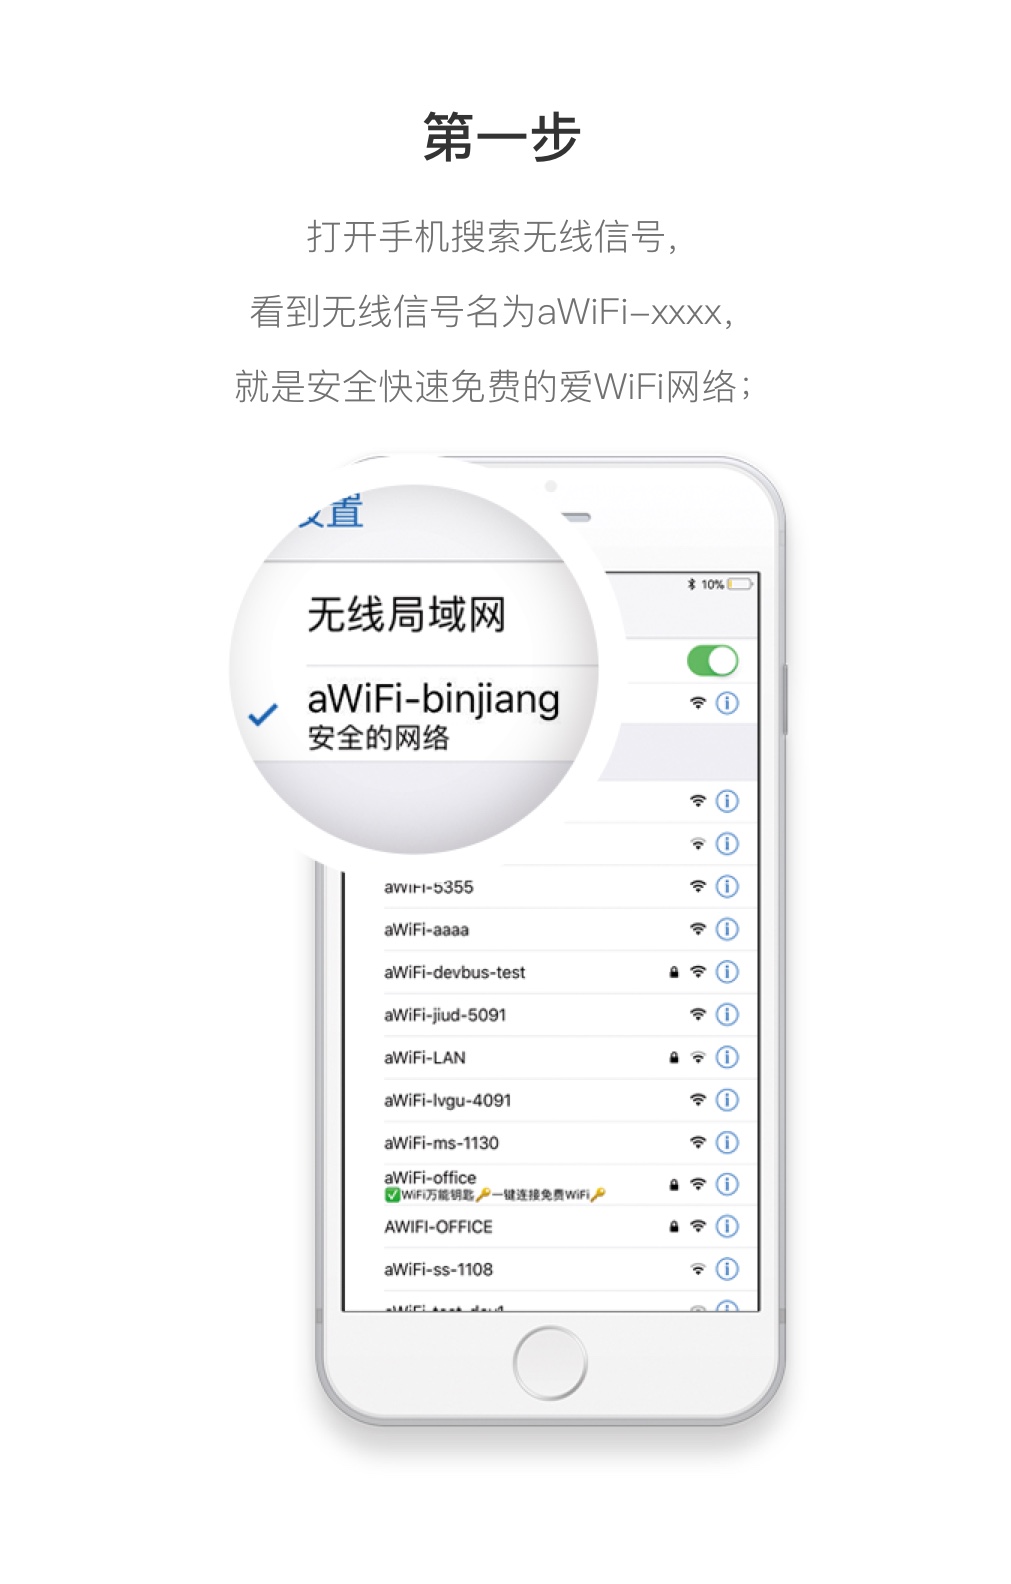 第一步
打开手机搜索无线信号，
看到无线信号名为aWiFi-xxxx，
就是安全快速免费的爱WiFi网络；
设置
无线局域网
aWiFi-binjiang
安全的网络
10%
aWiFi-5355
aWiFi-aaaa
aWiFi-devbus-test
aWiFi-jiud-5091
aWiFi-LAN
aWiFi-lvgu-4091
aWiFi-ms-1130
aWiFi-office
✅WiFi万能钥匙🔑一键连接免费WiFi🔑
AWIFI-OFFICE
aWiFi-ss-1108
aWiFi-test-dev1